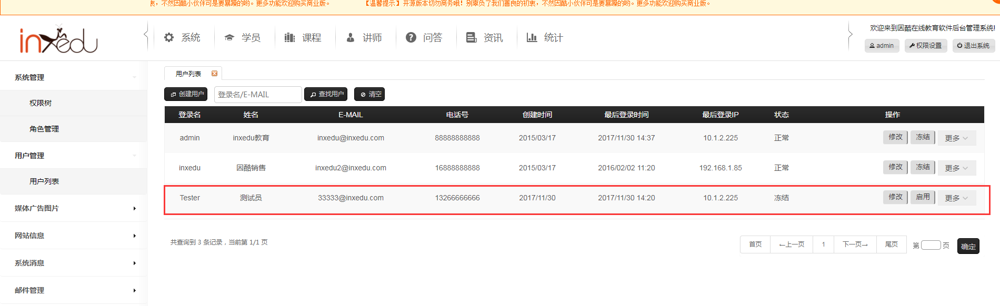 衷，不然因酷小伙伴可是要暴躁的哟。更多功能欢迎购买商业版。 【温馨提示】开源版本切勿商务哦！别辜负了我们善良的初衷，不然因酷小伙伴可是要暴躁的哟。更多功能欢迎购买商业版。
inxedu
系统 学员 课程 讲师 问答 资讯 统计
欢迎来到因酷在线教育软件后台管理系统!
admin 权限设置 退出系统
系统管理
权限树
角色管理
用户管理
用户列表
媒体广告图片
网站信息
系统消息
邮件管理
用户列表
创建用户 登录名/E-MAIL 查找用户 清空
登录名 姓名 E-MAIL 电话号 创建时间 最后登录时间 最后登录IP 状态 操作
admin inxedu教育 inxedu@inxedu.com 88888888888 2015/03/17 2017/11/30 14:37 10.1.2.225 正常 修改 冻结 更多
inxedu 因酷销售 inxedu2@inxedu.com 16888888888 2015/03/17 2016/02/02 11:20 192.168.1.85 正常 修改 冻结 更多
Tester 测试员 33333@inxedu.com 13266666666 2017/11/30 2017/11/30 14:20 10.1.2.225 冻结 修改 启用 更多
共查询到 3 条记录，当前第 1/1 页
首页 ←上一页 1 下一页→ 尾页 第 页 确定